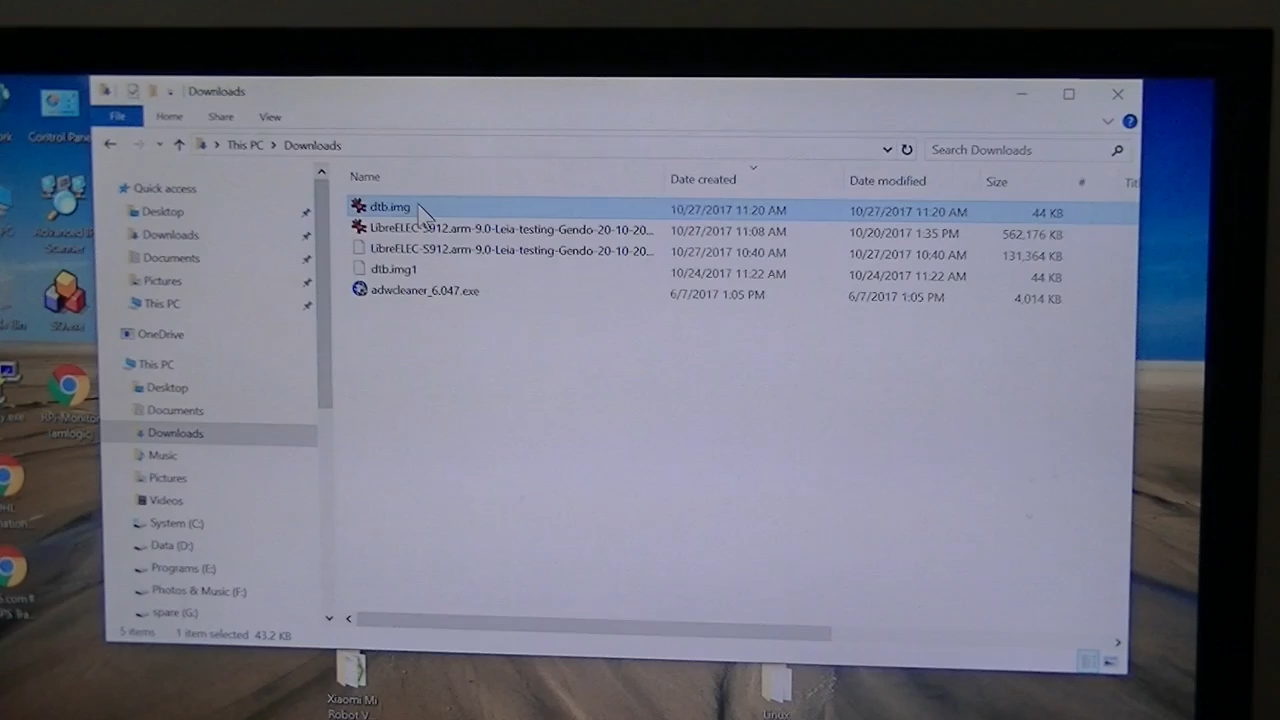 Downloads
File Home Share View
This PC > Downloads
Search Downloads
Name Date created Date modified Size #
dtb.img 10/27/2017 11:20 AM 10/27/2017 11:20 AM 44 KB
LibreELEC-S912.arm-9.0-Leia-testing-Gendo-20-10-20... 10/27/2017 11:08 AM 10/20/2017 1:35 PM 562,176 KB
LibreELEC-S912.arm-9.0-Leia-testing-Gendo-20-10-20... 10/27/2017 10:40 AM 10/27/2017 10:40 AM 131,364 KB
dtb.img1 10/24/2017 11:22 AM 10/24/2017 11:22 AM 44 KB
adwcleaner_6.047.exe 6/7/2017 1:05 PM 6/7/2017 1:05 PM 4,014 KB
Quick access
Desktop
Downloads
Documents
Pictures
This PC
OneDrive
This PC
Desktop
Documents
Downloads
Music
Pictures
Videos
System (C:)
Data (D:)
Programs (E:)
Photos & Music (F:)
spare (G:)
5 items 1 item selected 43.2 KB
Control Pane
Advanced IP
Scanner
RPi-Monitor
Xiaomi Mi
Robot V...
Linux